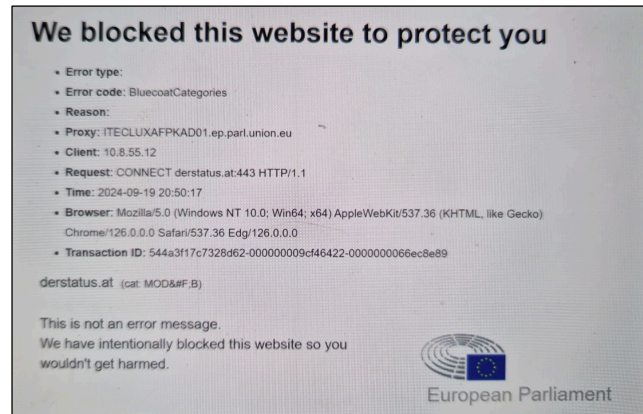 We blocked this website to protect you
• Error type:
• Error code: BluecoatCategories
• Reason:
• Proxy: ITECLUXAFPKAD01.ep.parl.union.eu
• Client: 10.8.55.12
• Request: CONNECT derstatus.at:443 HTTP/1.1
• Time: 2024-09-19 20:50:17
• Browser: Mozilla/5.0 (Windows NT 10.0; Win64; x64) AppleWebKit/537.36 (KHTML, like Gecko)
Chrome/126.0.0.0 Safari/537.36 Edg/126.0.0.0
• Transaction ID: 544a3f17c7328d62-000000009cf46422-0000000066ec8e89
derstatus.at (cat: MOD&#F;B)
This is not an error message.
We have intentionally blocked this website so you
wouldn't get harmed.
European Parliament